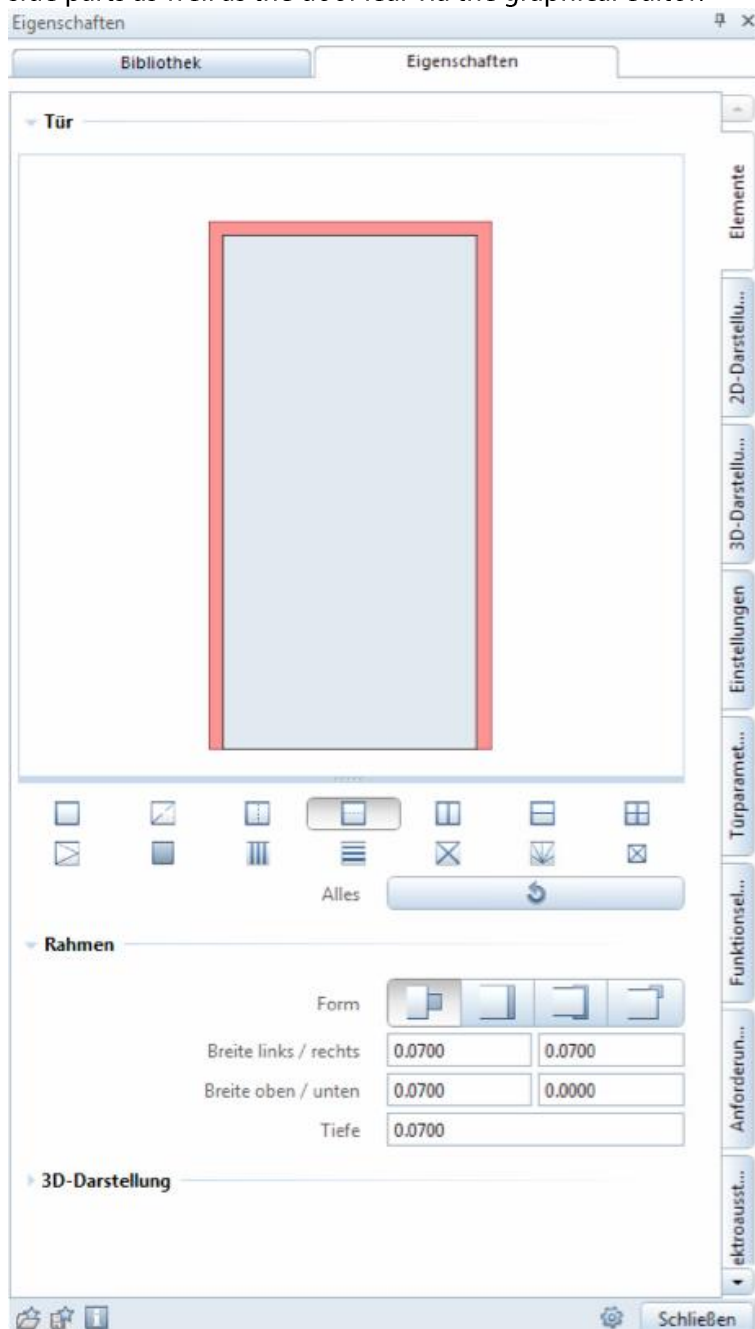 Eigenschaften
Bibliothek
Eigenschaften
Tür
Alles
Rahmen
Form
Breite links / rechts 0.0700 0.0700
Breite oben / unten 0.0700 0.0000
Tiefe 0.0700
3D-Darstellung
Elemente
2D-Darstellu...
3D-Darstellu...
Einstellungen
Türparamet...
Funktionsel...
Anforderun...
ektroausst...
Schließen